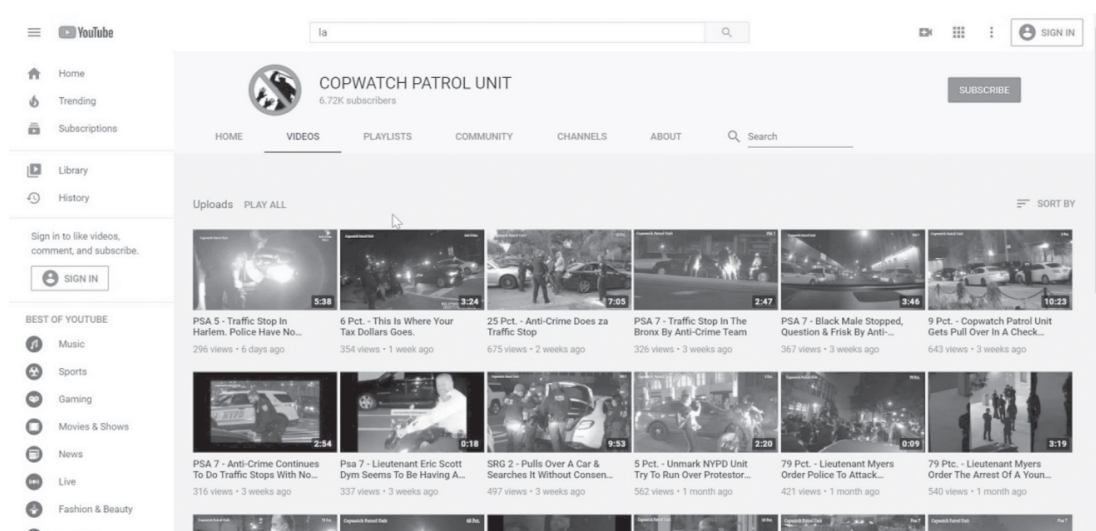 YouTube
la
SIGN IN
Home
Trending
Subscriptions
Library
History
Sign in to like videos,
comment, and subscribe.
SIGN IN
BEST OF YOUTUBE
Music
Sports
Gaming
Movies & Shows
News
Live
Fashion & Beauty
COPWATCH PATROL UNIT
6.72K subscribers
SUBSCRIBE
HOME VIDEOS PLAYLISTS COMMUNITY CHANNELS ABOUT Search
Uploads PLAY ALL
SORT BY
5:38
PSA 5 - Traffic Stop In
Harlem. Police Have No...
296 views • 6 days ago
3:24
6 Pct. - This Is Where Your
Tax Dollars Goes.
354 views • 1 week ago
7:05
25 Pct. - Anti-Crime Does za
Traffic Stop
675 views • 2 weeks ago
2:47
PSA 7 - Traffic Stop In The
Bronx By Anti-Crime Team
326 views • 3 weeks ago
3:46
PSA 7 - Black Male Stopped,
Question & Frisk By Anti-...
367 views • 3 weeks ago
10:23
9 Pct. - Copwatch Patrol Unit
Gets Pull Over In A Check...
643 views • 3 weeks ago
2:54
PSA 7 - Anti-Crime Continues
To Do Traffic Stops With No...
316 views • 3 weeks ago
0:18
Psa 7 - Lieutenant Eric Scott
Dym Seems To Be Having A...
337 views • 3 weeks ago
9:53
SRG 2 - Pulls Over A Car &
Searches It Without Consen...
497 views • 3 weeks ago
2:20
5 Pct. - Unmark NYPD Unit
Try To Run Over Protestor...
562 views • 1 month ago
0:09
79 Pct. - Lieutenant Myers
Order Police To Attack...
421 views • 1 month ago
3:19
79 Ptc. - Lieutenant Myers
Order The Arrest Of A Youn...
540 views • 1 month ago